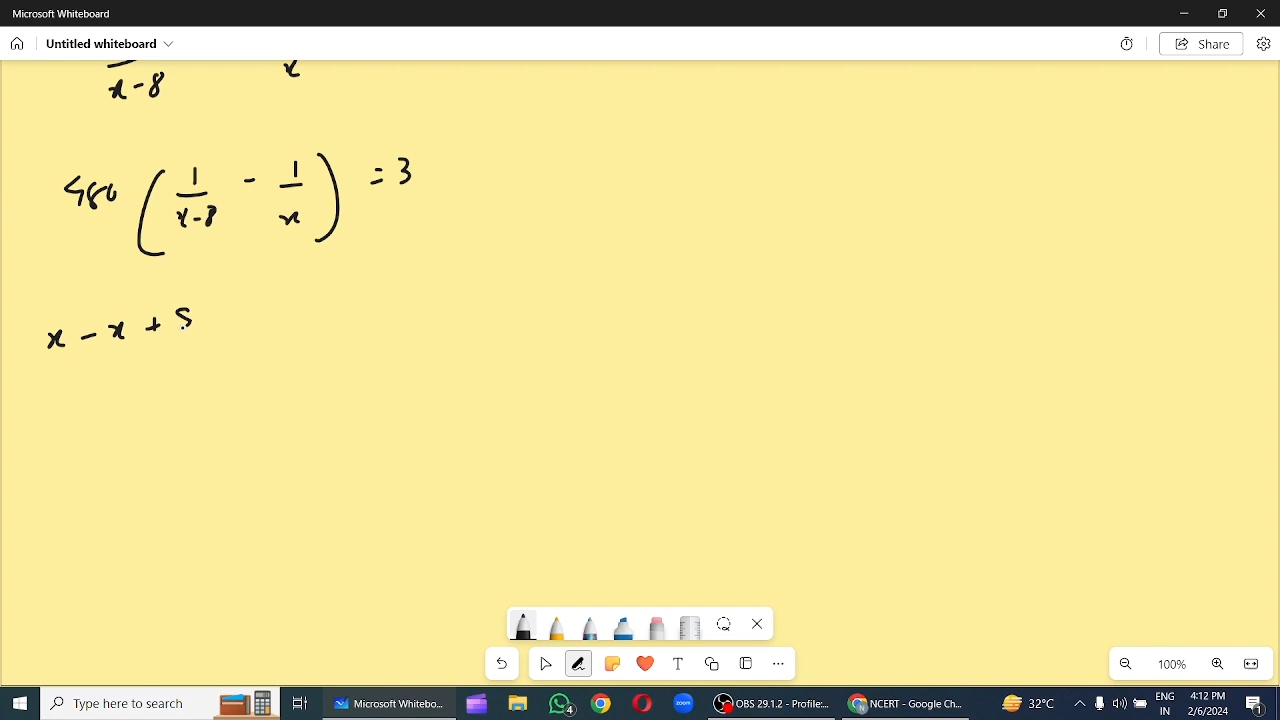 Microsoft Whiteboard
Untitled whiteboard
Share
x - 8
x
480 ( 1/(x-8) - 1/x ) = 3
x - x +
100%
Type here to search
Microsoft Whitebo...
4
OBS 29.1.2 - Profile:...
NCERT - Google Ch...
32°C
ENG
IN
4:12 PM
2/6/2024